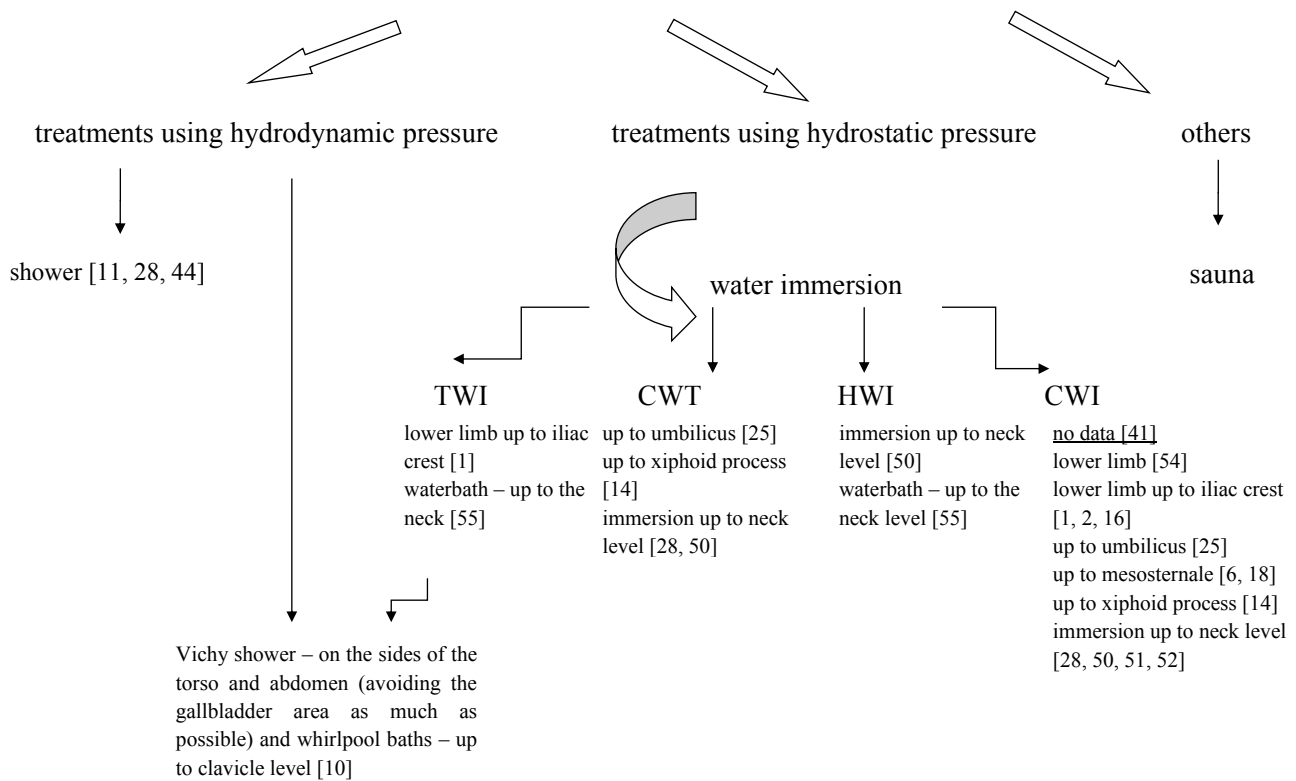 treatments using hydrodynamic pressure
treatments using hydrostatic pressure
others
shower [11, 28, 44]
sauna
water immersion
TWI
lower limb up to iliac
crest [1]
waterbath – up to the
neck [55]
CWT
up to umbilicus [25]
up to xiphoid process
[14]
immersion up to neck
level [28, 50]
HWI
immersion up to neck
level [50]
waterbath – up to the
neck level [55]
CWI
no data [41]
lower limb [54]
lower limb up to iliac crest
[1, 2, 16]
up to umbilicus [25]
up to mesosternale [6, 18]
up to xiphoid process [14]
immersion up to neck level
[28, 50, 51, 52]
Vichy shower – on the sides of the
torso and abdomen (avoiding the
gallbladder area as much as
possible) and whirlpool baths – up
to clavicle level [10]